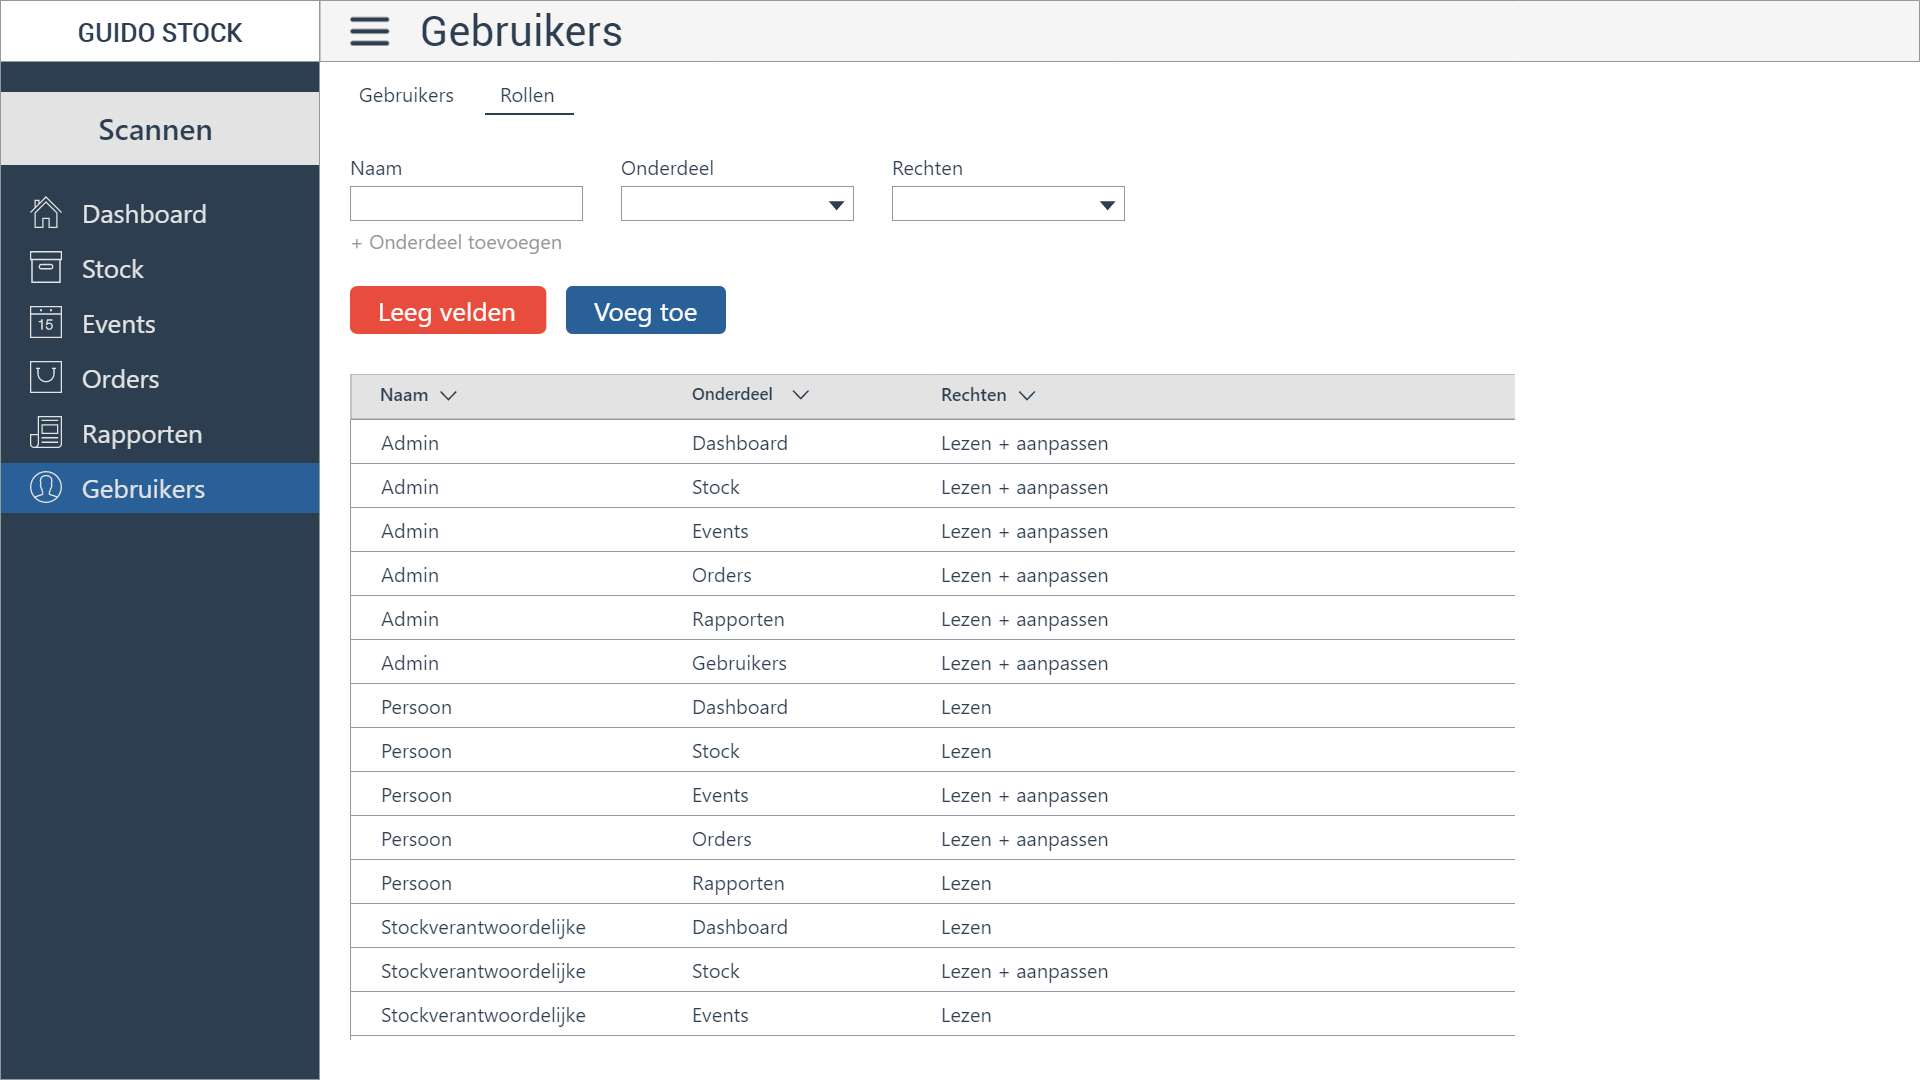 GUIDO STOCK
Gebruikers
Scannen
Dashboard
Stock
15
Events
Orders
Rapporten
Gebruikers
Gebruikers Rollen
Naam Onderdeel Rechten
+ Onderdeel toevoegen
Leeg velden Voeg toe
Naam Onderdeel Rechten
Admin Dashboard Lezen + aanpassen
Admin Stock Lezen + aanpassen
Admin Events Lezen + aanpassen
Admin Orders Lezen + aanpassen
Admin Rapporten Lezen + aanpassen
Admin Gebruikers Lezen + aanpassen
Persoon Dashboard Lezen
Persoon Stock Lezen
Persoon Events Lezen + aanpassen
Persoon Orders Lezen + aanpassen
Persoon Rapporten Lezen
Stockverantwoordelijke Dashboard Lezen
Stockverantwoordelijke Stock Lezen + aanpassen
Stockverantwoordelijke Events Lezen